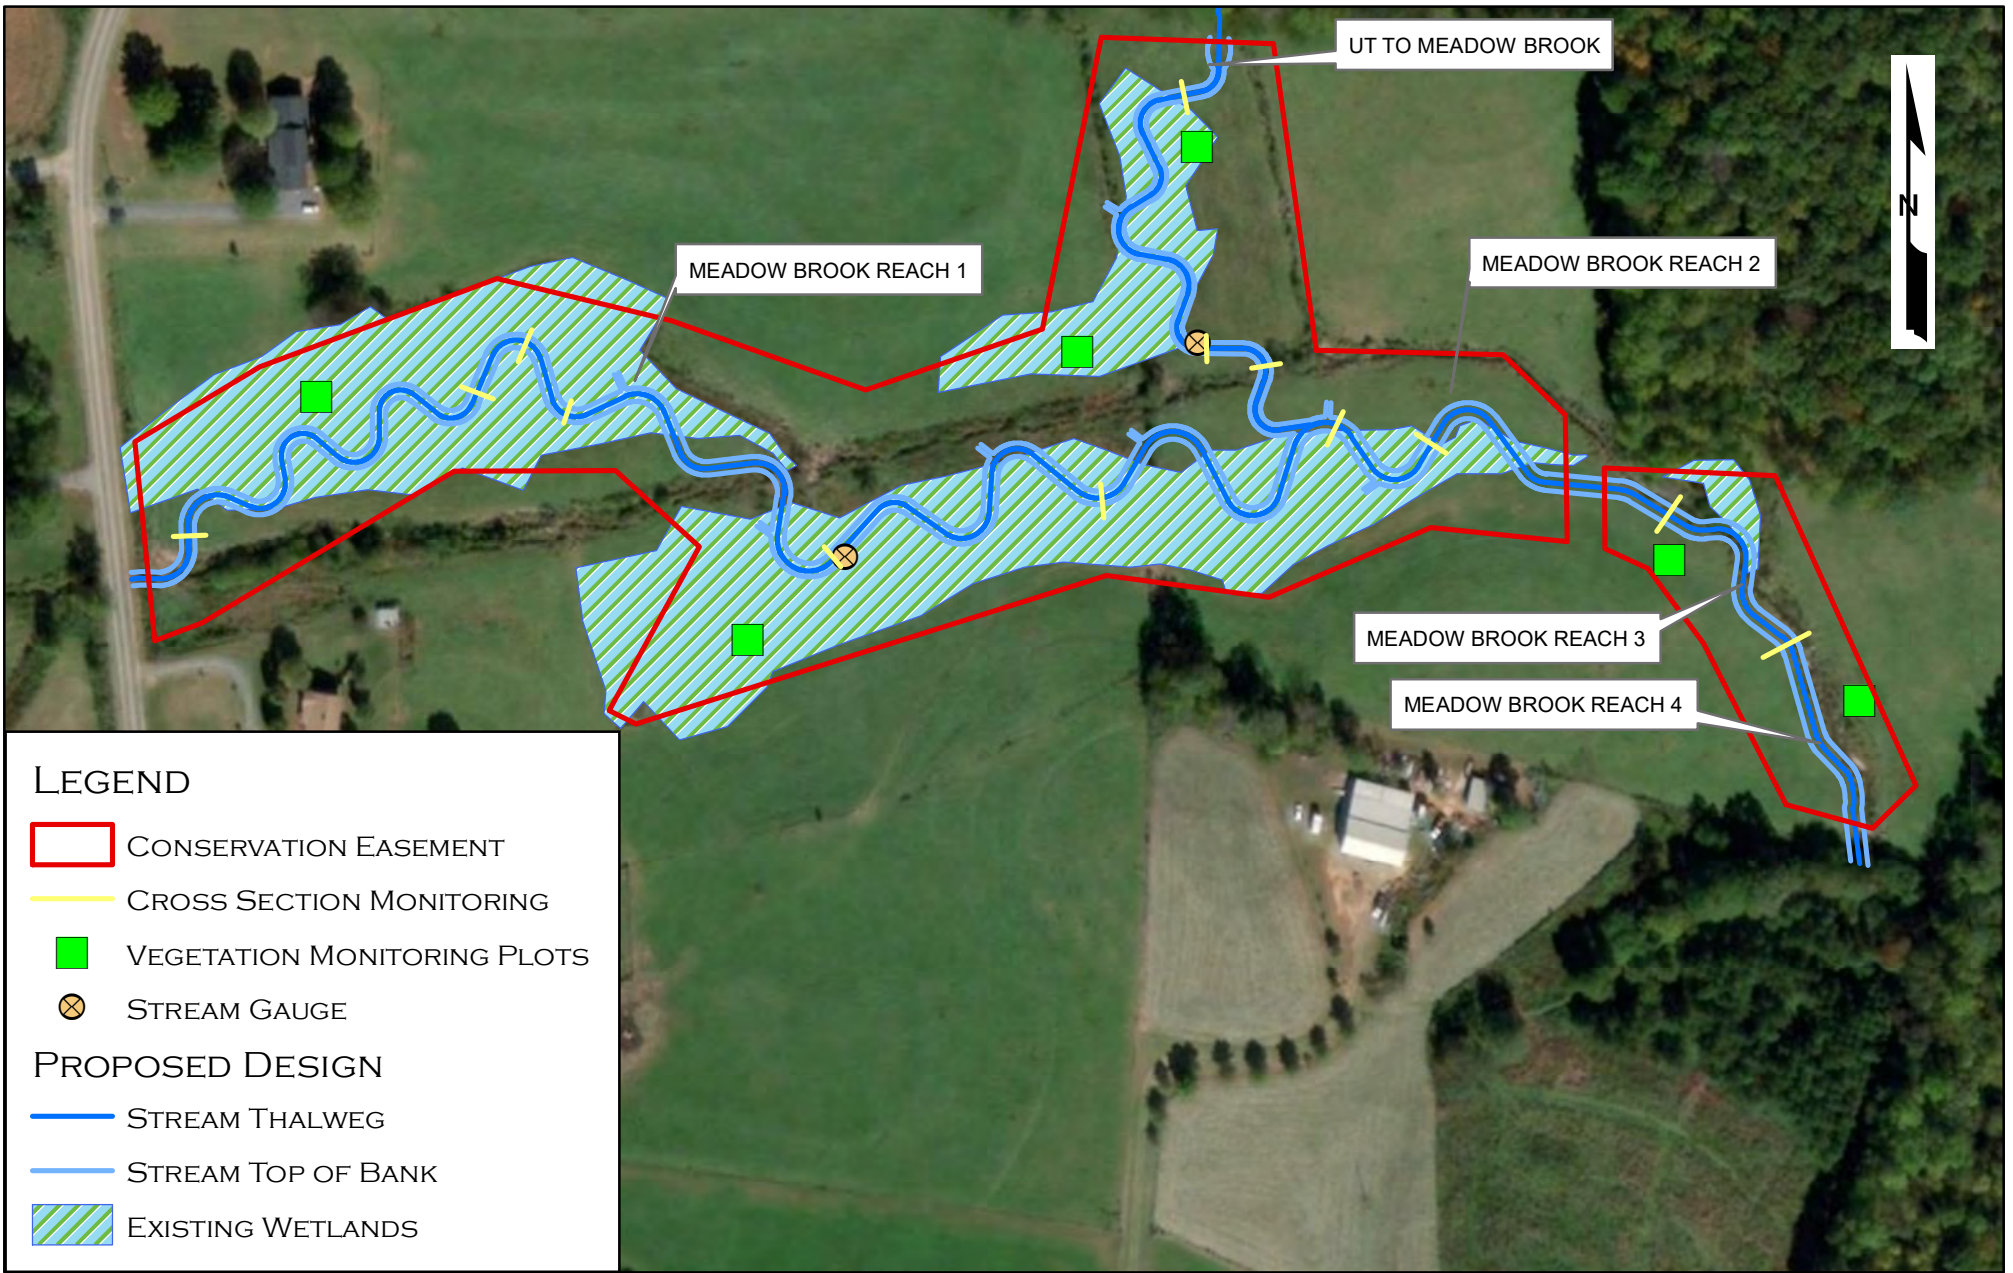 UT TO MEADOW BROOK
N
MEADOW BROOK REACH 1
MEADOW BROOK REACH 2
MEADOW BROOK REACH 3
MEADOW BROOK REACH 4
LEGEND
CONSERVATION EASEMENT
CROSS SECTION MONITORING
VEGETATION MONITORING PLOTS
STREAM GAUGE
PROPOSED DESIGN
STREAM THALWEG
STREAM TOP OF BANK
EXISTING WETLANDS